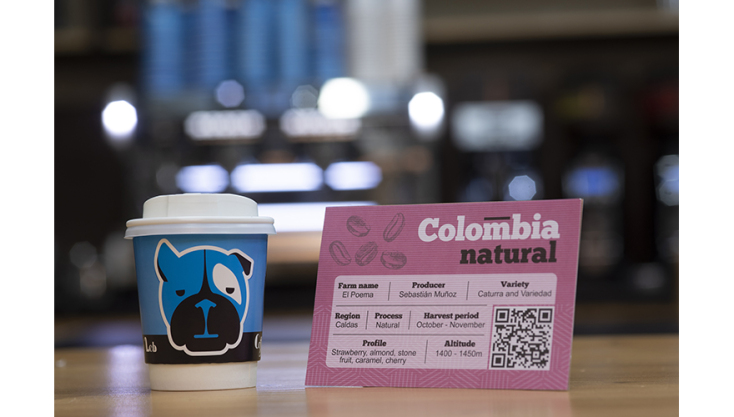 Colombia
natural
Farm name Producer Variety
El Poema Sebastián Muñoz Caturra and Variedad
Region Process Harvest period
Caldas Natural October - November
Profile Altitude
Strawberry, almond, stone 1400 - 1450m
fruit, caramel, cherry
Lab